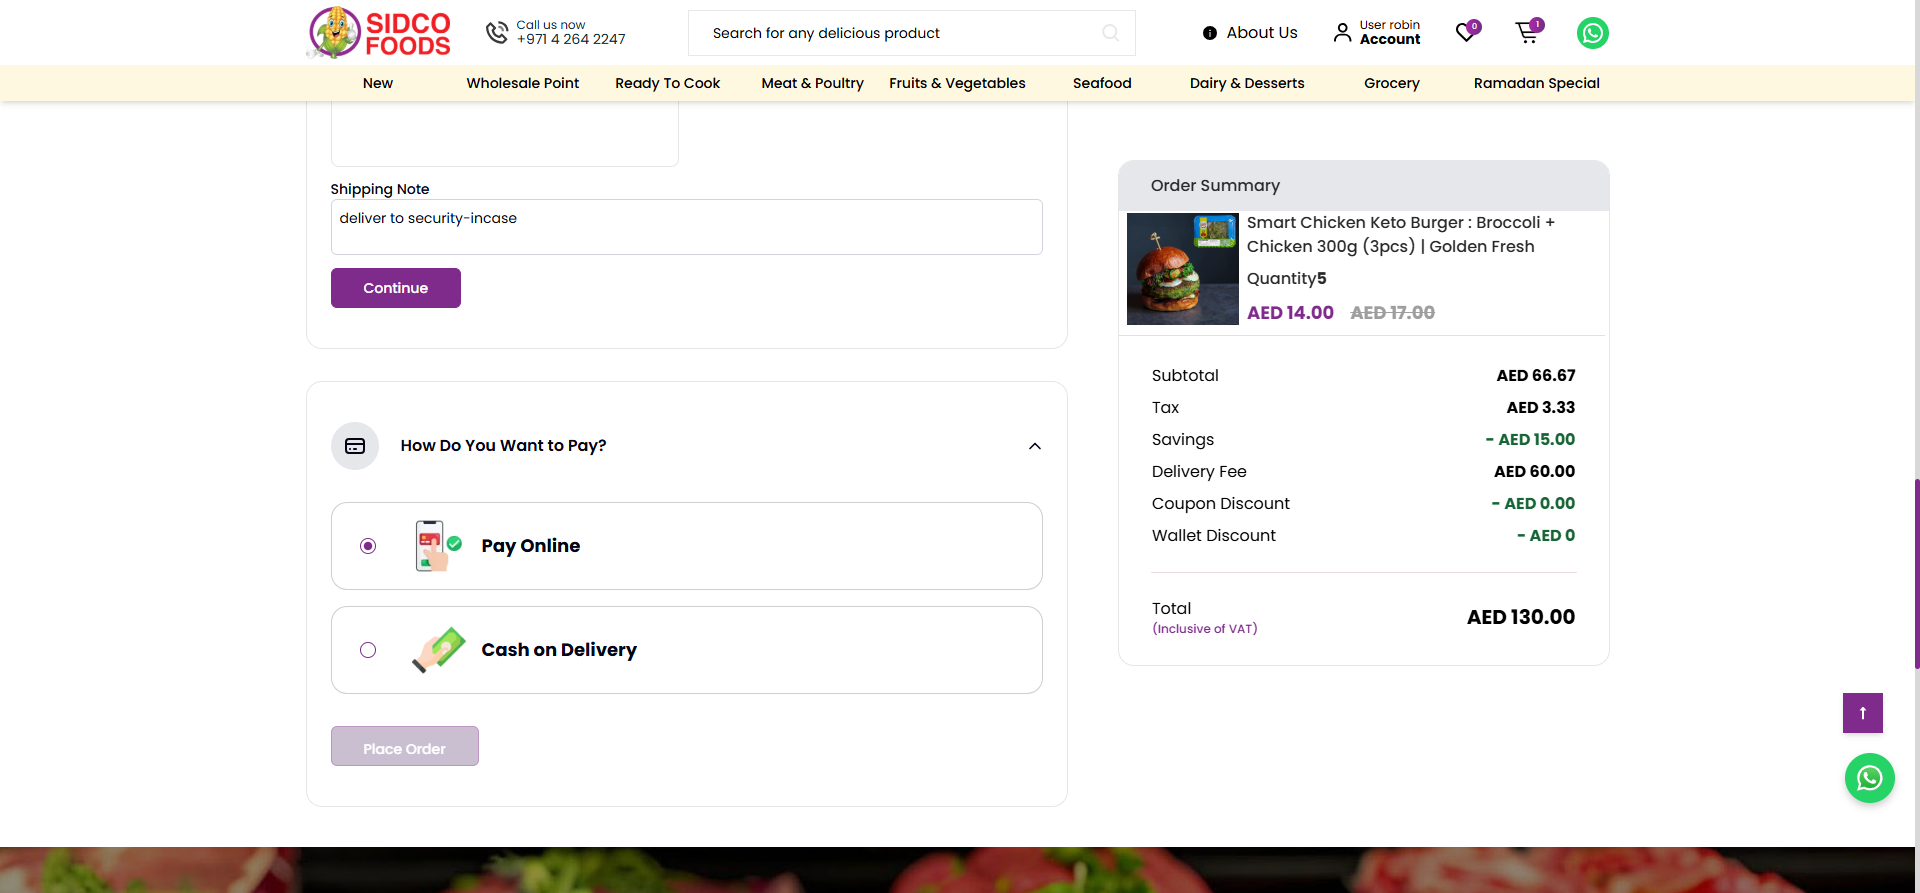 SIDCO
FOODS
Call us now
+971 4 264 2247
Search for any delicious product
About Us
User robin
Account
0
1
New
Wholesale Point
Ready To Cook
Meat & Poultry
Fruits & Vegetables
Seafood
Dairy & Desserts
Grocery
Ramadan Special
Shipping Note
deliver to security-incase
Continue
How Do You Want to Pay?
Pay Online
Cash on Delivery
Place Order
Order Summary
Smart Chicken Keto Burger : Broccoli +
Chicken 300g (3pcs) | Golden Fresh
Quantity5
AED 14.00 AED 17.00
Subtotal AED 66.67
Tax AED 3.33
Savings - AED 15.00
Delivery Fee AED 60.00
Coupon Discount - AED 0.00
Wallet Discount - AED 0
Total AED 130.00
(Inclusive of VAT)